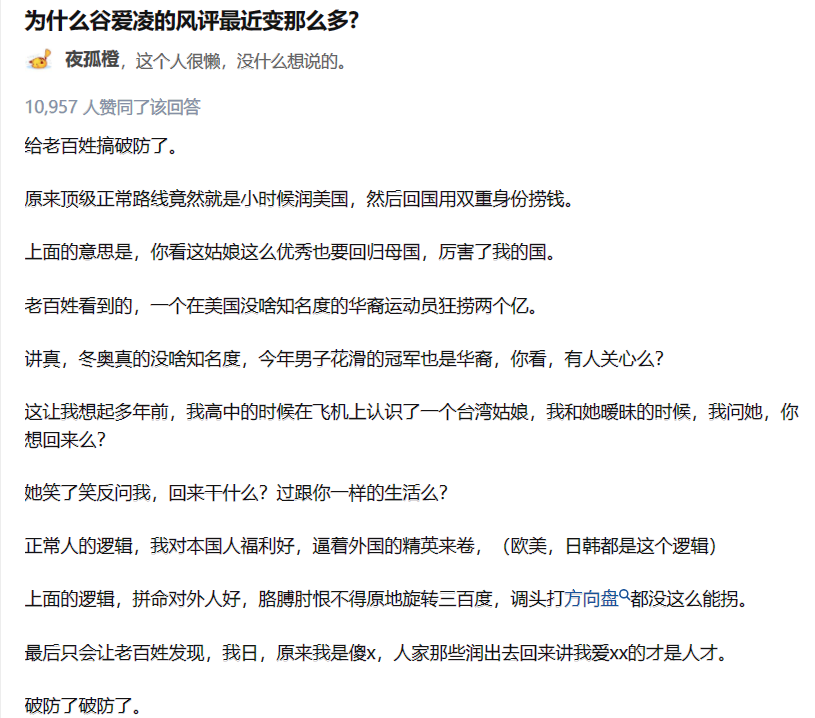 为什么谷爱凌的风评最近变那么多?
夜孤橙，这个人很懒，没什么想说的。
10,957 人赞同了该回答
给老百姓搞破防了。
原来顶级正常路线竟然就是小时候润美国，然后回国用双重身份捞钱。
上面的意思是，你看这姑娘这么优秀也要回归母国，厉害了我的国。
老百姓看到的，一个在美国没啥知名度的华裔运动员狂捞两个亿。
讲真，冬奥真的没啥知名度，今年男子花滑的冠军也是华裔，你看，有人关心么？
这让我想起多年前，我高中的时候在飞机上认识了一个台湾姑娘，我和她暧昧的时候，我问她，你
想回来么？
她笑了笑反问我，回来干什么？过跟你一样的生活么？
正常人的逻辑，我对本国人福利好，逼着外国的精英来卷，（欧美，日韩都是这个逻辑）
上面的逻辑，拼命对外人好，胳膊肘恨不得原地旋转三百度，调头打方向盘都没这么能拐。
最后只会让老百姓发现，我日，原来我是傻x，人家那些润出去回来讲我爱xx的才是人才。
破防了破防了。